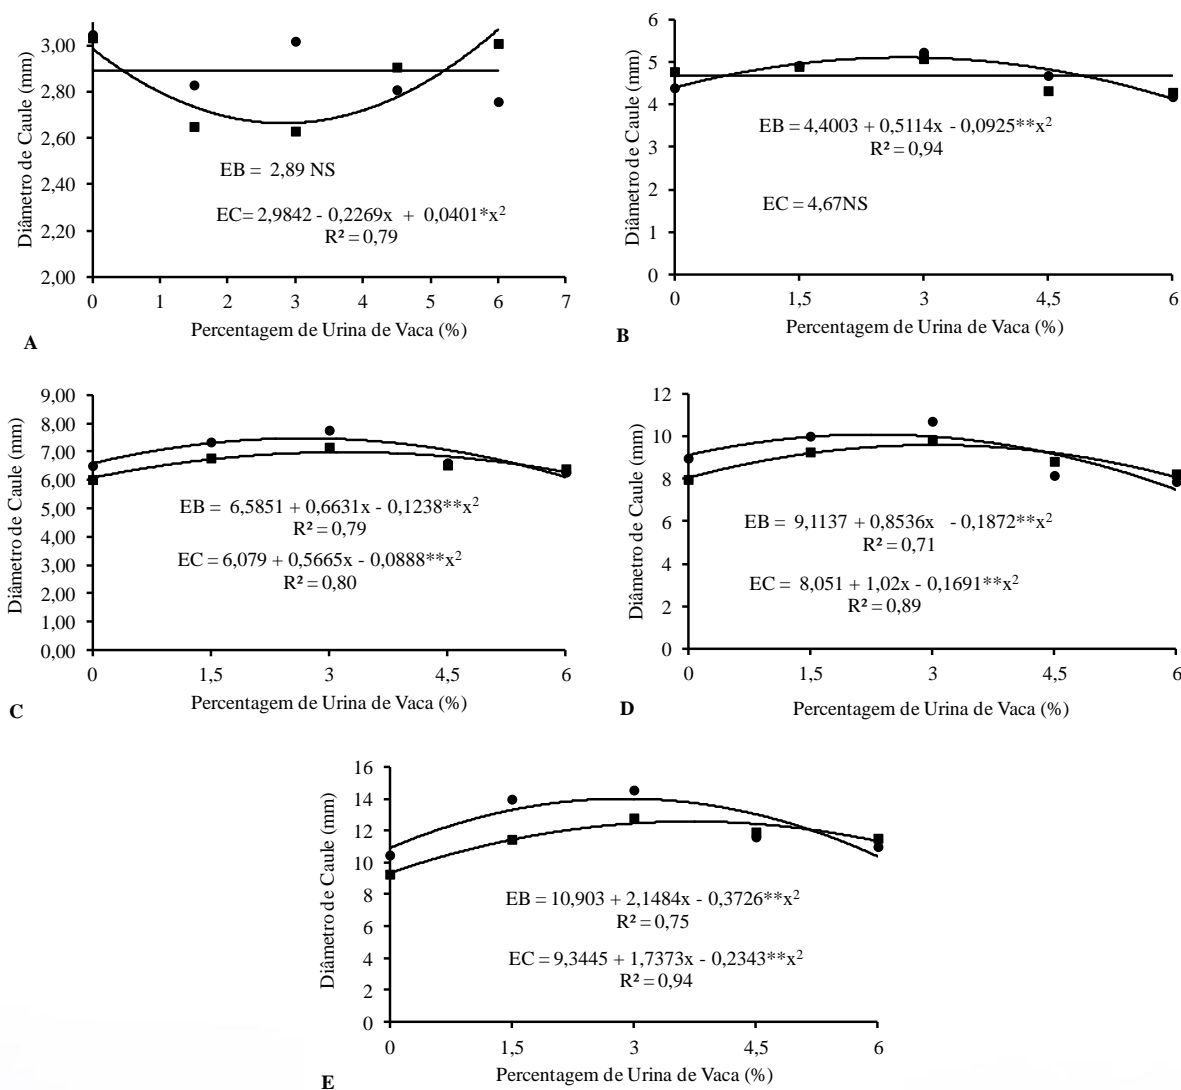 Diâmetro de Caule (mm)
3,00
2,80
2,60
2,40
2,20
2,00
EB = 2,89 NS
EC= 2,9842 - 0,2269x + 0,0401*x²
R² = 0,79
0 1 2 3 4 5 6 7
Percentagem de Urina de Vaca (%)
A
Diâmetro de Caule (mm)
6
5
4
3
2
1
0
EB = 4,4003 + 0,5114x - 0,0925**x²
R² = 0,94
EC = 4,67NS
0 1,5 3 4,5 6
Percentagem de Urina de Vaca (%)
B
Diâmetro de Caule (mm)
9,00
8,00
7,00
6,00
5,00
4,00
3,00
2,00
1,00
0,00
EB = 6,5851 + 0,6631x - 0,1238**x²
R² = 0,79
EC = 6,079 + 0,5665x - 0,0888**x²
R² = 0,80
0 1,5 3 4,5 6
Percentagem de Urina de Vaca (%)
C
Diâmetro de Caule (mm)
12
10
8
6
4
2
0
EB = 9,1137 + 0,8536x - 0,1872**x²
R² = 0,71
EC = 8,051 + 1,02x - 0,1691**x²
R² = 0,89
0 1,5 3 4,5 6
Percentagem de Urina de Vaca (%)
D
Diâmetro de Caule (mm)
16
14
12
10
8
6
4
2
0
EB = 10,903 + 2,1484x - 0,3726**x²
R² = 0,75
EC = 9,3445 + 1,7373x - 0,2343**x²
R² = 0,94
0 1,5 3 4,5 6
Percentagem de Urina de Vaca (%)
E